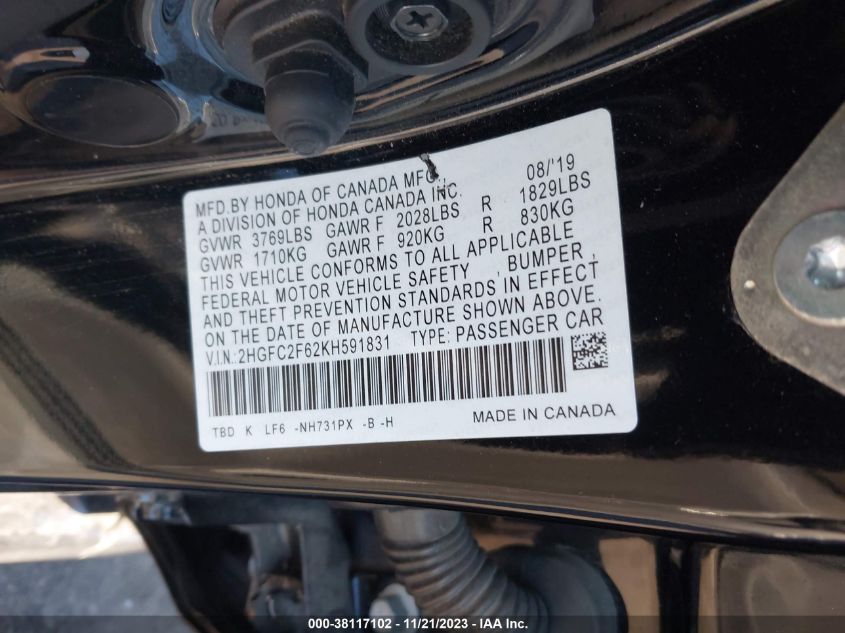 MFD.BY HONDA OF CANADA MFG., 08/'19
A DIVISION OF HONDA CANADA INC.
GVWR 3769LBS GAWR F 2028LBS R 1829LBS
GVWR 1710KG GAWR F 920KG R 830KG
THIS VEHICLE CONFORMS TO ALL APPLICABLE
FEDERAL MOTOR VEHICLE SAFETY , BUMPER ,
AND THEFT PREVENTION STANDARDS IN EFFECT
ON THE DATE OF MANUFACTURE SHOWN ABOVE.
V.I.N.:2HGFC2F62KH591831 TYPE: PASSENGER CAR
TBD K LF6 -NH731PX -B -H MADE IN CANADA
000-38117102 - 11/21/2023 - IAA Inc.